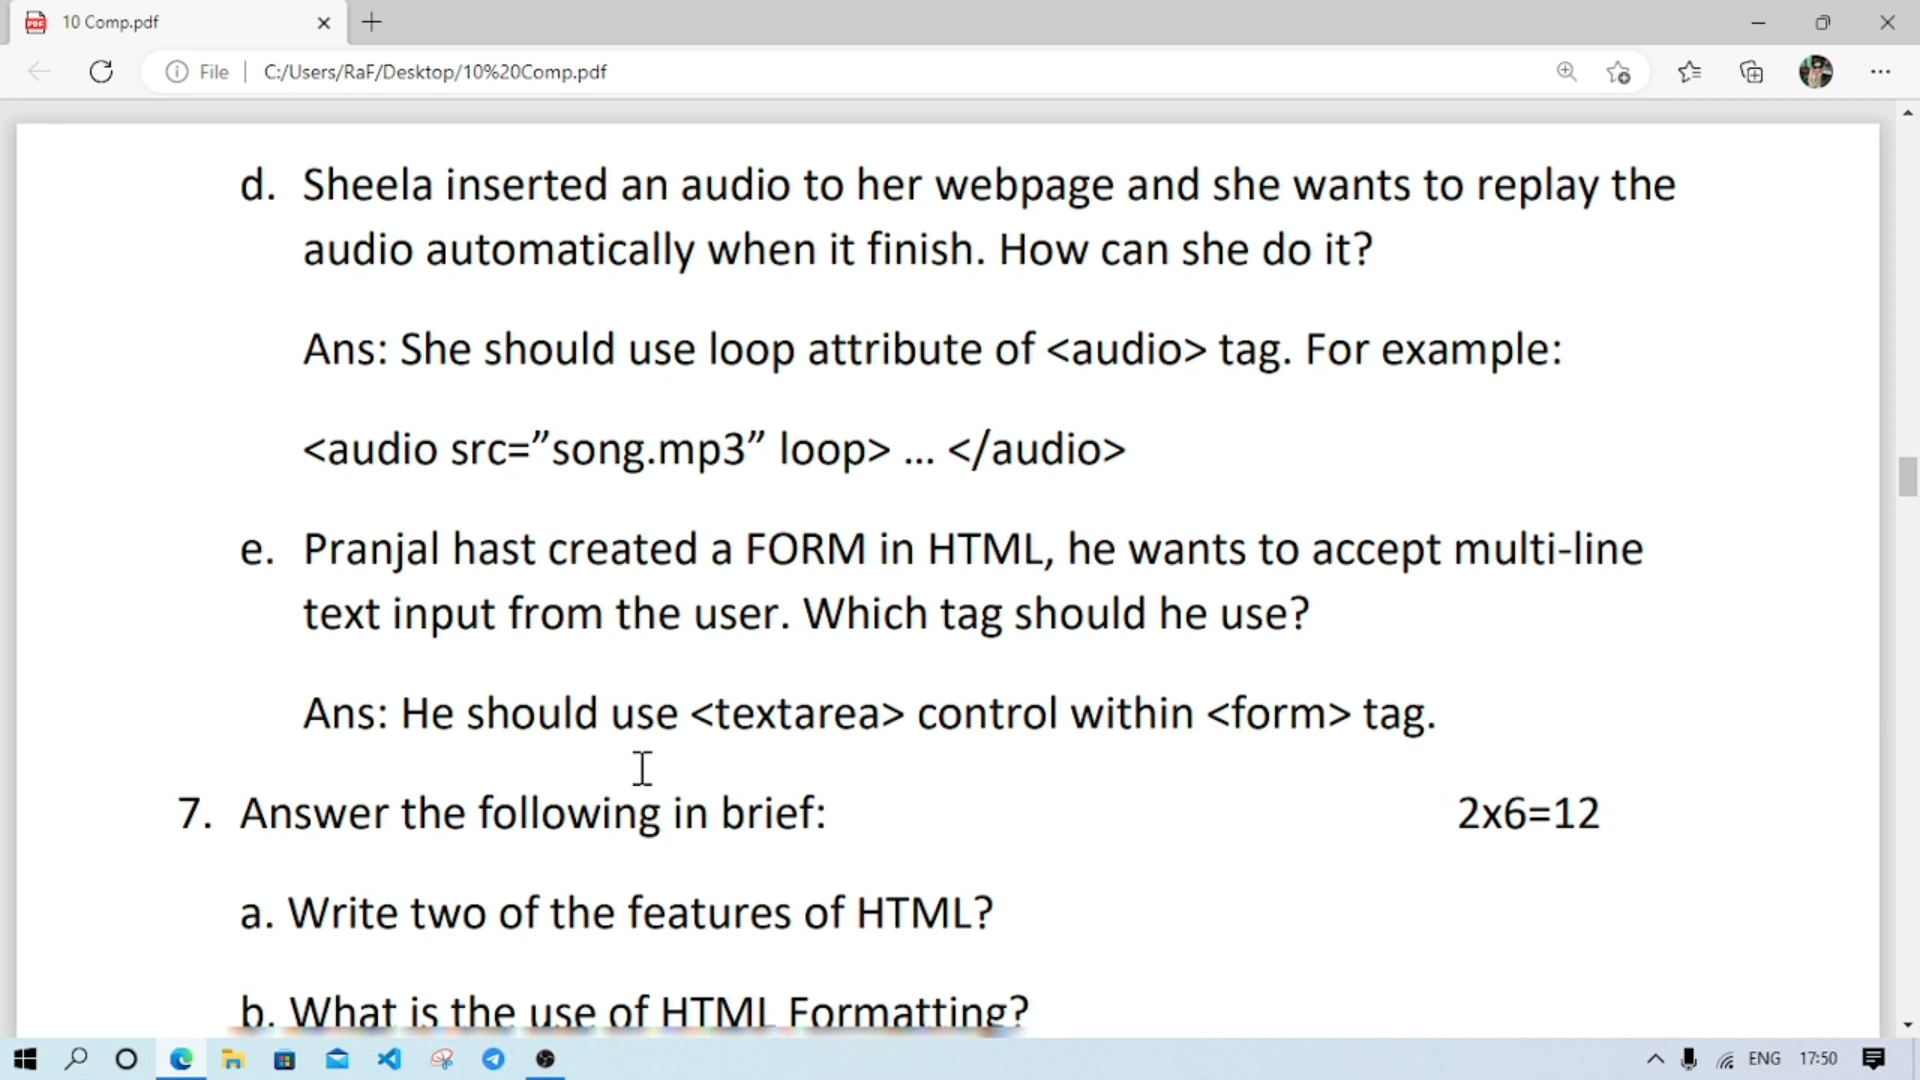 10 Comp.pdf
File
C:/Users/RaF/Desktop/10%20Comp.pdf
d. Sheela inserted an audio to her webpage and she wants to replay the
audio automatically when it finish. How can she do it?
Ans: She should use loop attribute of <audio> tag. For example:
<audio src=”song.mp3” loop> ... </audio>
e. Pranjal hast created a FORM in HTML, he wants to accept multi-line
text input from the user. Which tag should he use?
Ans: He should use <textarea> control within <form> tag.
7. Answer the following in brief: 2x6=12
a. Write two of the features of HTML?
b. What is the use of HTML Formatting?
ENG 17:50